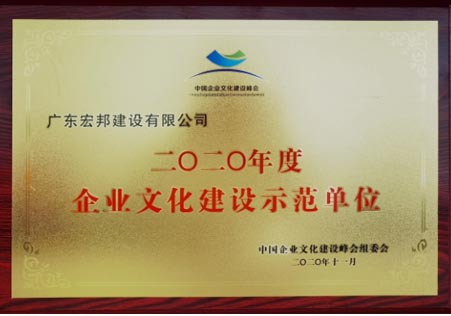 中国企业文化建设峰会
广东宏邦建设有限公司
二〇二〇年度
企业文化建设示范单位
中国企业文化建设峰会组委会
二〇二〇年十一月